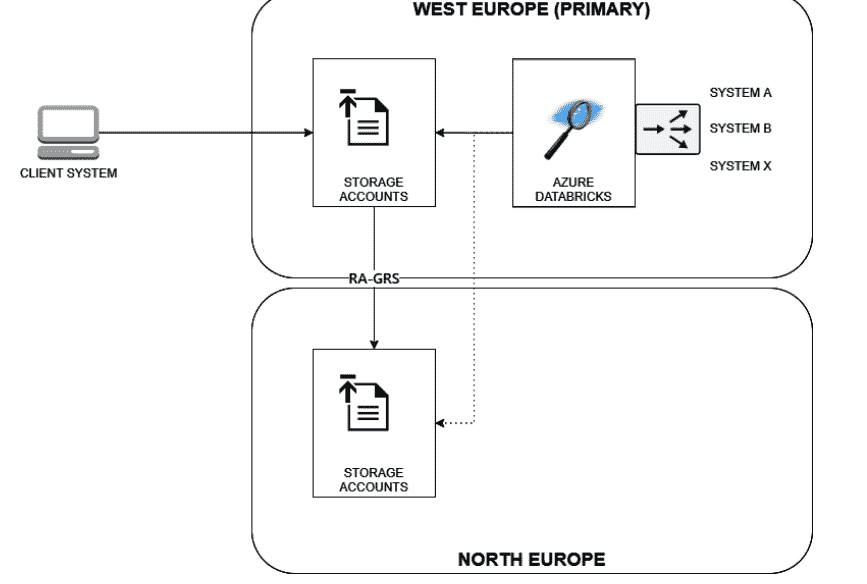 WEST EUROPE (PRIMARY)
CLIENT SYSTEM
STORAGE
ACCOUNTS
AZURE
DATABRICKS
SYSTEM A
SYSTEM B
SYSTEM X
RA-GRS
STORAGE
ACCOUNTS
NORTH EUROPE